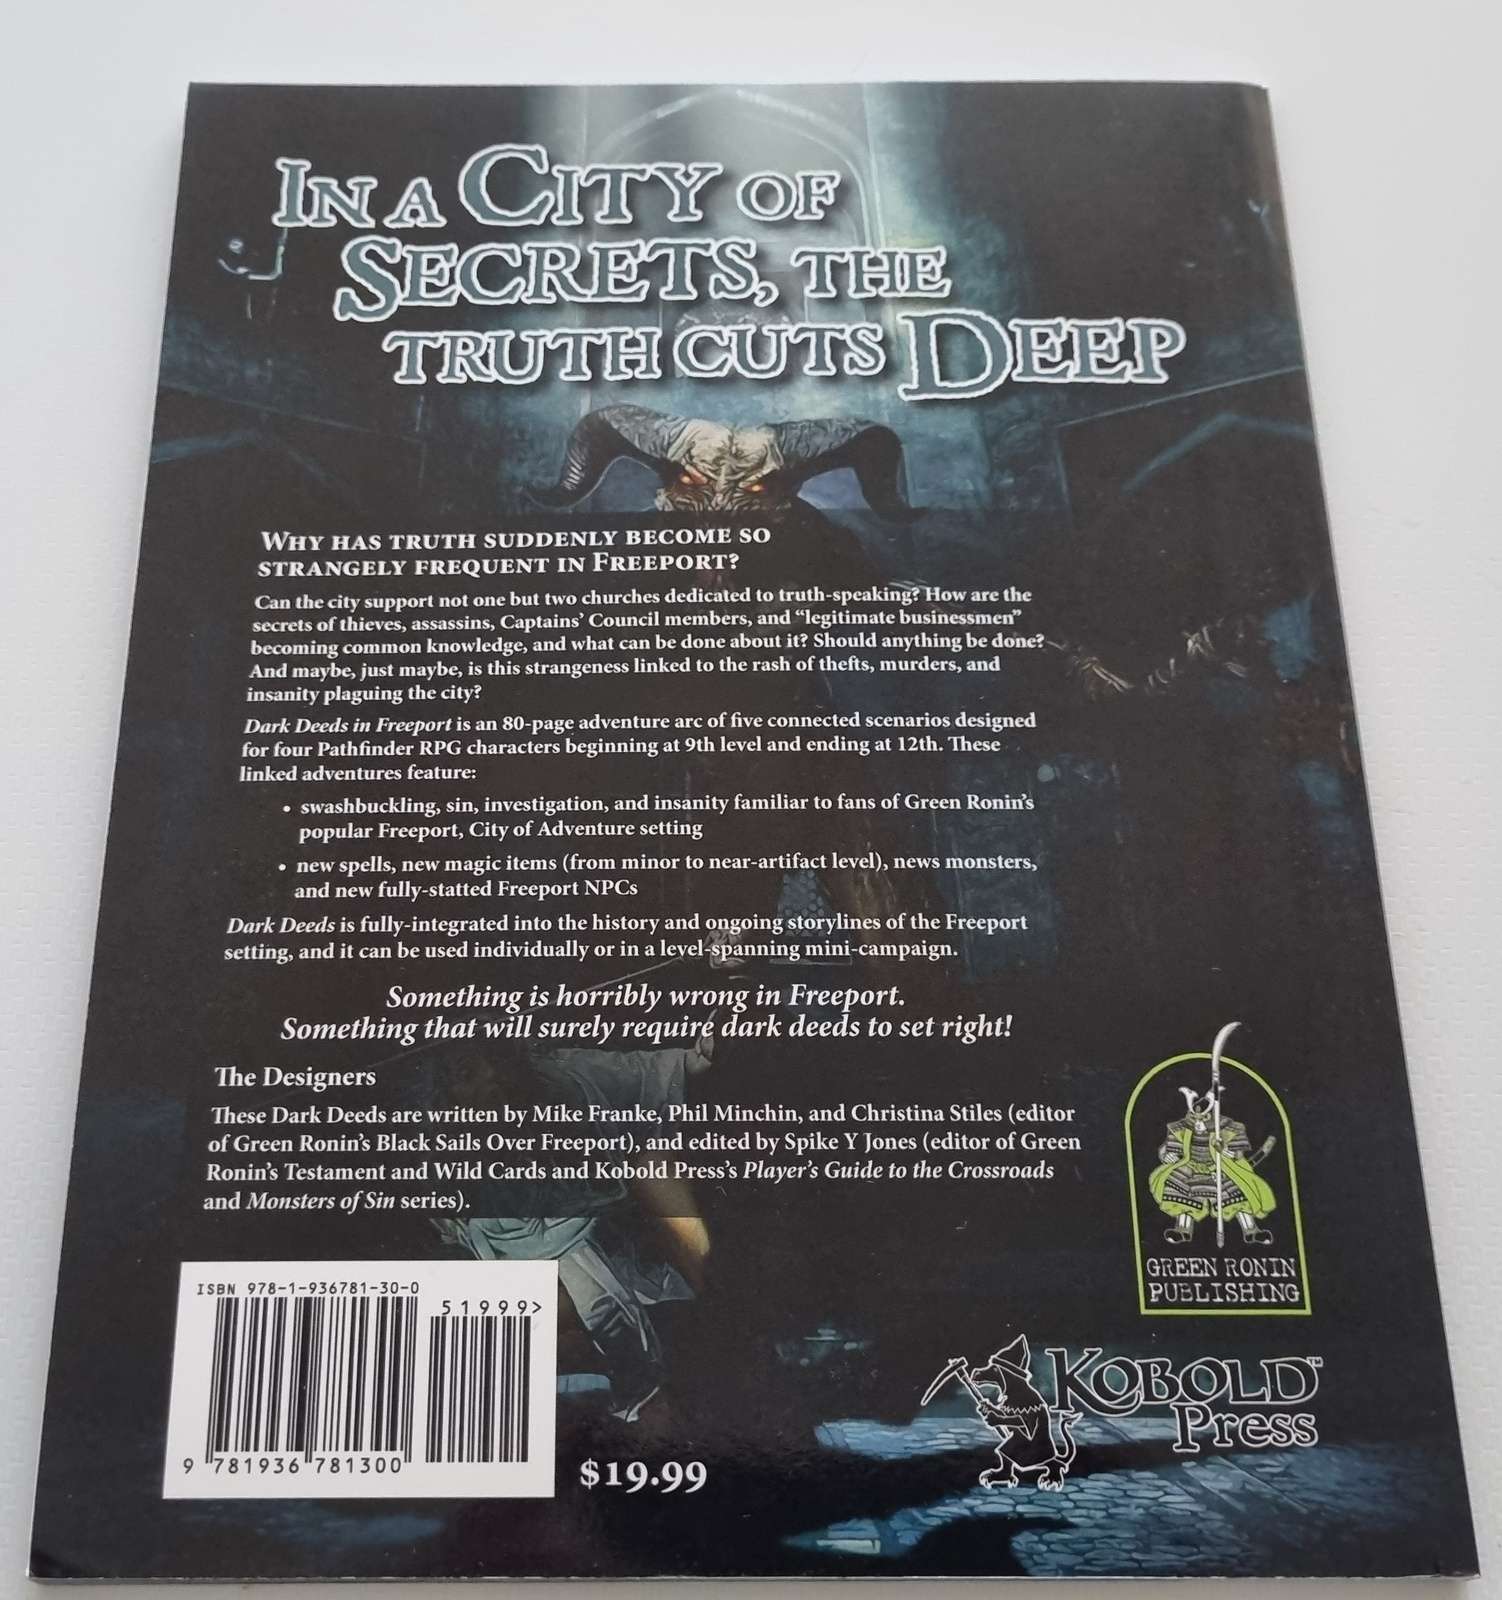 IN A CITY OF
SECRETS, THE
TRUTH CUTS DEEP
WHY HAS TRUTH SUDDENLY BECOME SO
STRANGELY FREQUENT IN FREEPORT?
Can the city support not one but two churches dedicated to truth-speaking? How are the
secrets of thieves, assassins, Captains' Council members, and "legitimate businessmen"
becoming common knowledge, and what can be done about it? Should anything be done?
And maybe, just maybe, is this strangeness linked to the rash of thefts, murders, and
insanity plaguing the city?
Dark Deeds in Freeport is an 80-page adventure arc of five connected scenarios designed
for four Pathfinder RPG characters beginning at 9th level and ending at 12th. These
linked adventures feature:
• swashbuckling, sin, investigation, and insanity familiar to fans of Green Ronin's
popular Freeport, City of Adventure setting
• new spells, new magic items (from minor to near-artifact level), news monsters,
and new fully-statted Freeport NPCs
Dark Deeds is fully-integrated into the history and ongoing storylines of the Freeport
setting, and it can be used individually or in a level-spanning mini-campaign.
Something is horribly wrong in Freeport.
Something that will surely require dark deeds to set right!
The Designers
These Dark Deeds are written by Mike Franke, Phil Minchin, and Christina Stiles (editor
of Green Ronin's Black Sails Over Freeport), and edited by Spike Y Jones (editor of Green
Ronin's Testament and Wild Cards and Kobold Press's Player's Guide to the Crossroads
and Monsters of Sin series).
GREEN RONIN
PUBLISHING
ISBN 978-1-936781-30-0
51999>
9 781936 781300
$19.99
KOBOLD™
Press